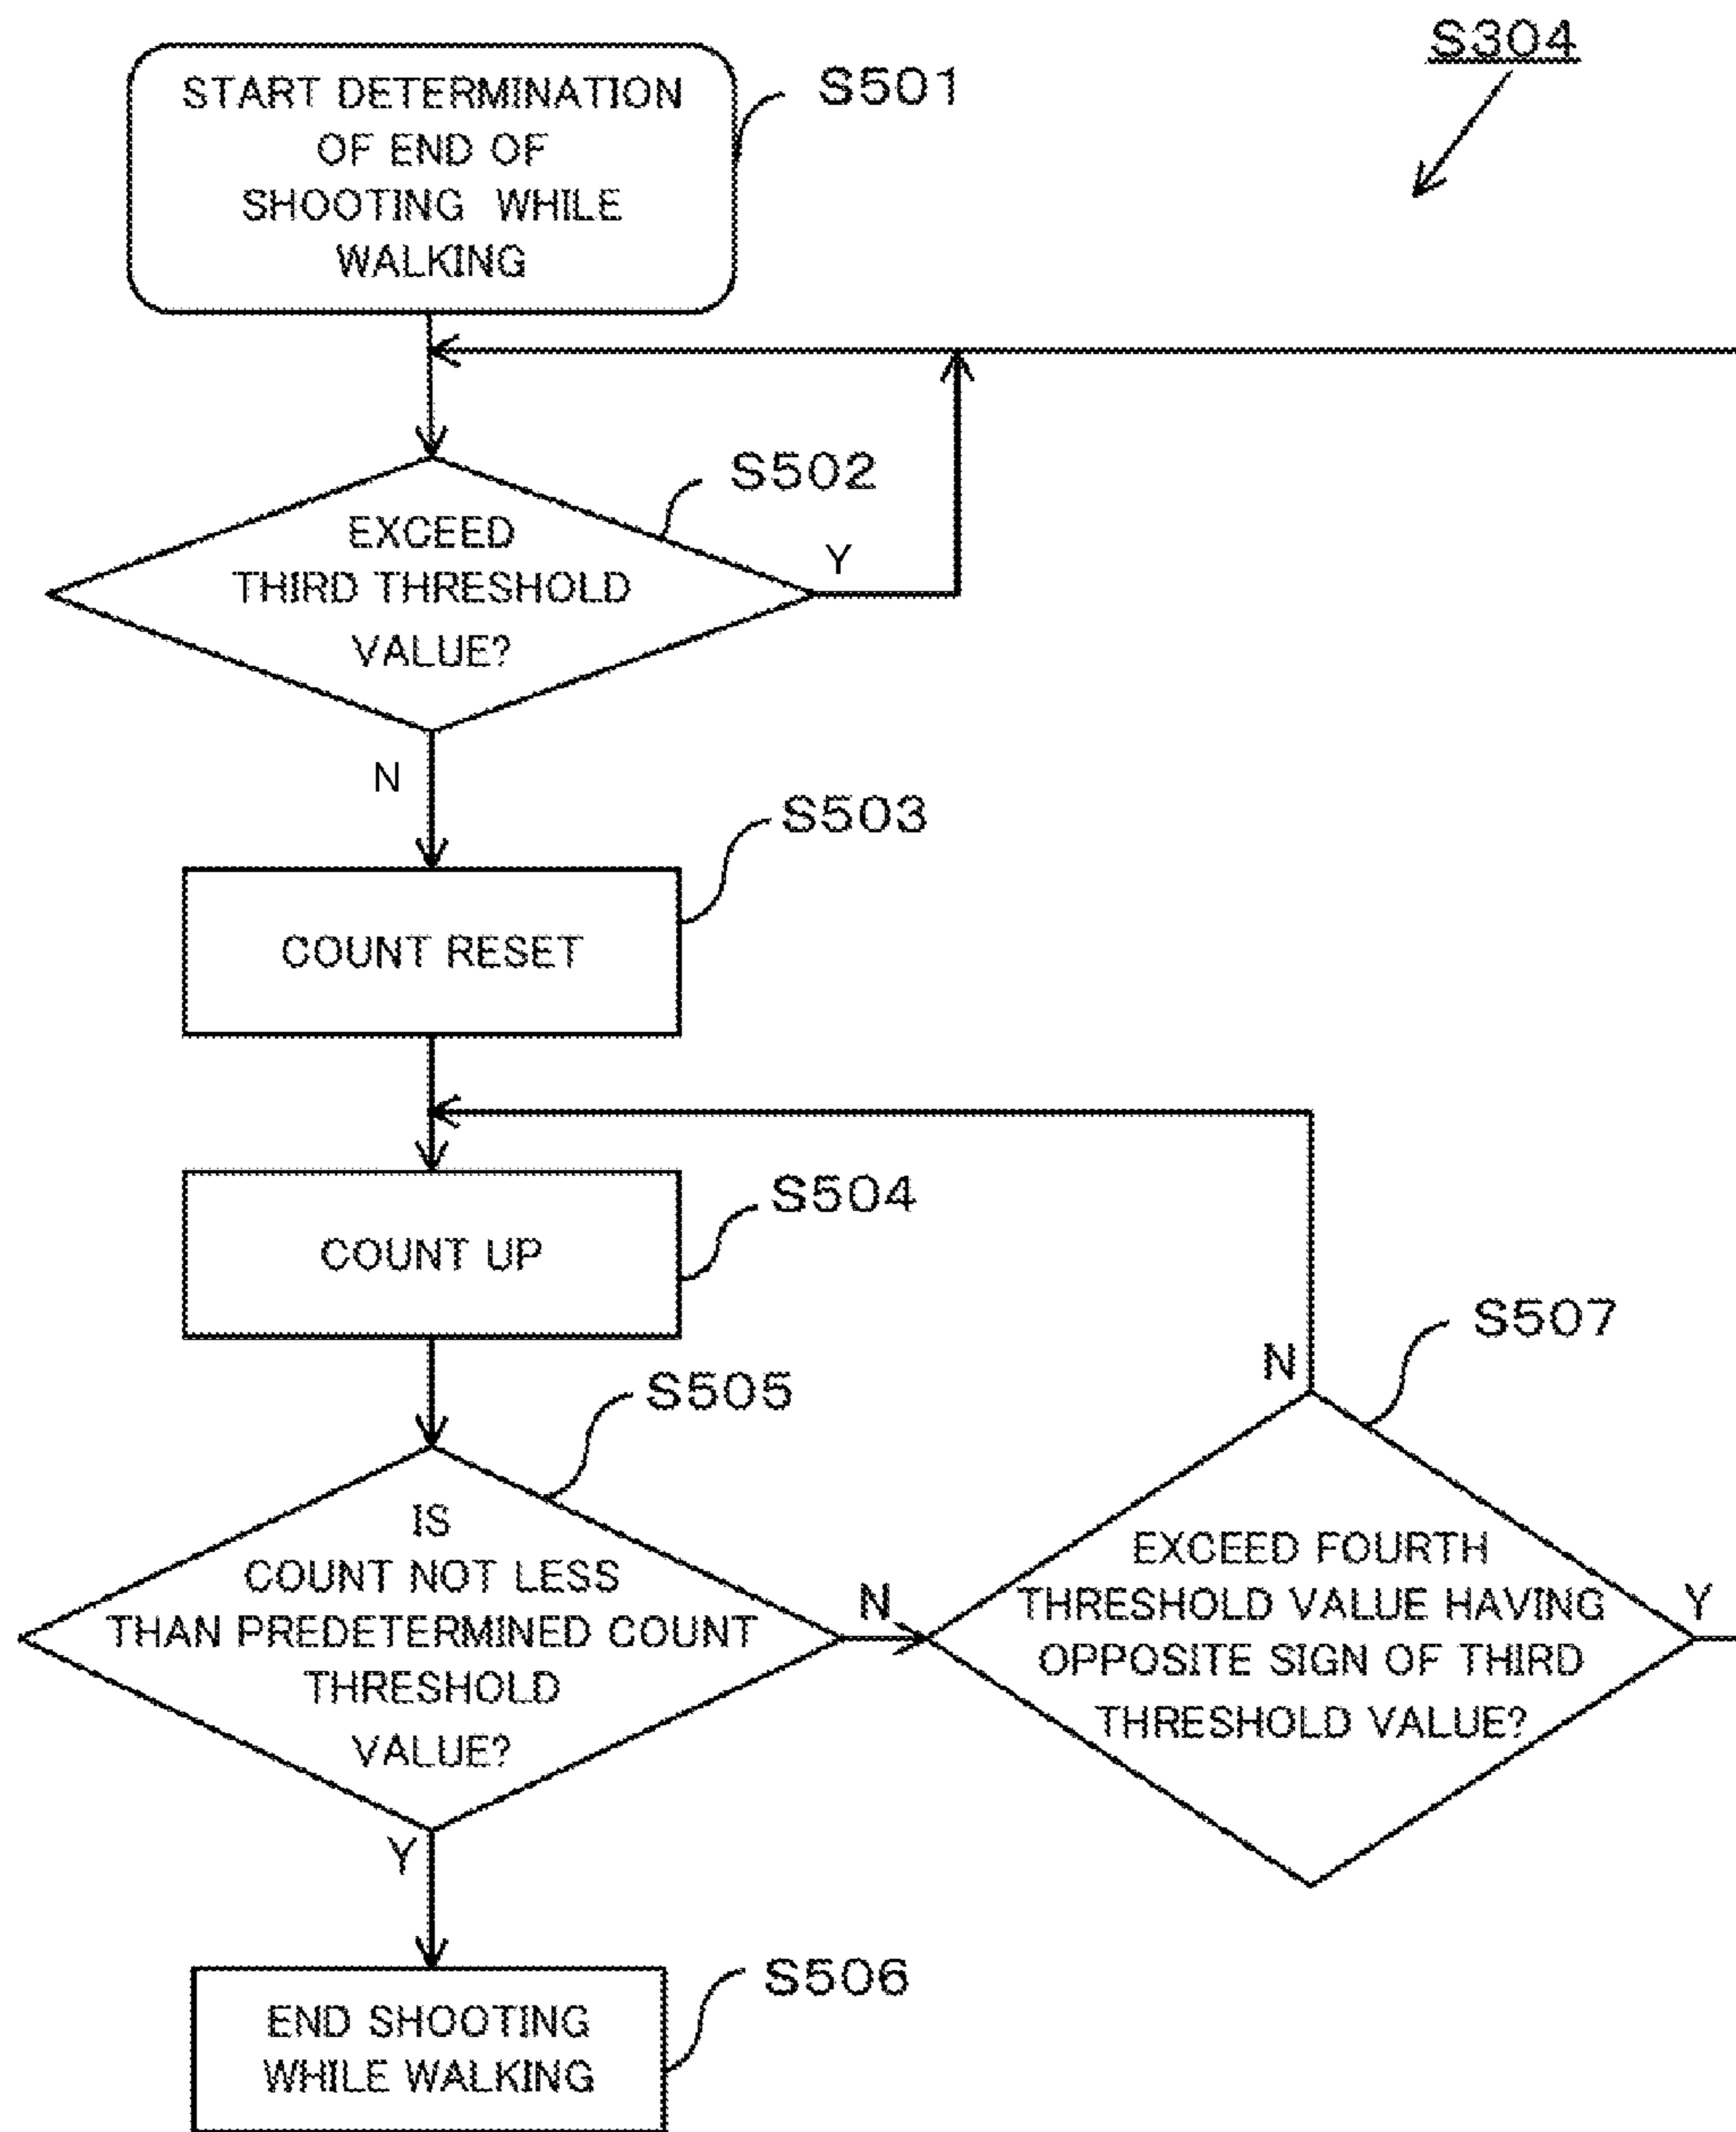 S304
START DETERMINATION
OF END OF
SHOOTING WHILE
WALKING
S501
S502
EXCEED
THIRD THRESHOLD
VALUE?
Y
N
S503
COUNT RESET
S504
COUNT UP
S505
IS
COUNT NOT LESS
THAN PREDETERMINED COUNT
THRESHOLD
VALUE?
N
Y
S507
N
EXCEED FOURTH
THRESHOLD VALUE HAVING
OPPOSITE SIGN OF THIRD
THRESHOLD VALUE?
Y
S506
END SHOOTING
WHILE WALKING